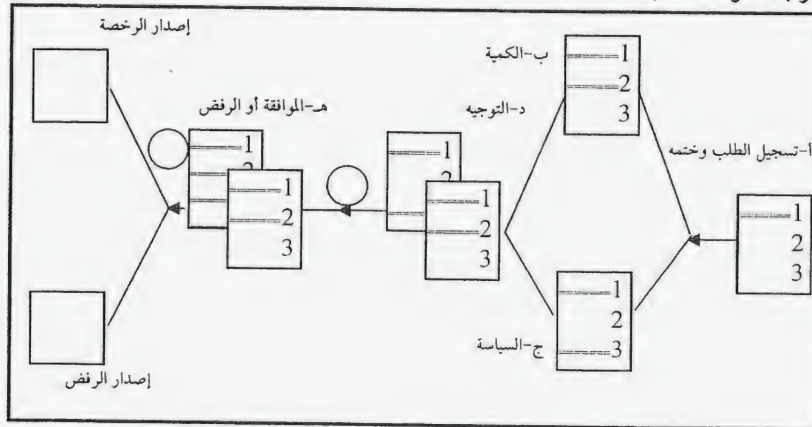 إصدار الرخصة
ب-الكمية
1
2
3
د-التوجيه
هـ-الموافقة أو الرفض
أ-تسجيل الطلب وختمه
1
2
3
1
1
2
3
1
1
2
3
1
2
3
ج-السياسة
إصدار الرفض